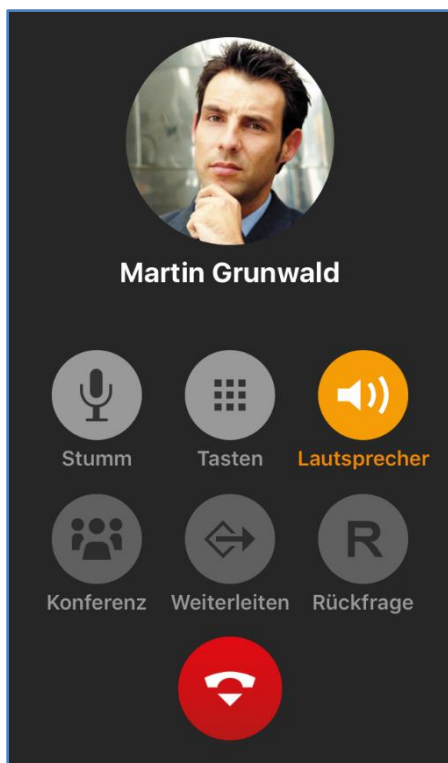 Martin Grunwald
Stumm Tasten Lautsprecher
R
Konferenz Weiterleiten Rückfrage